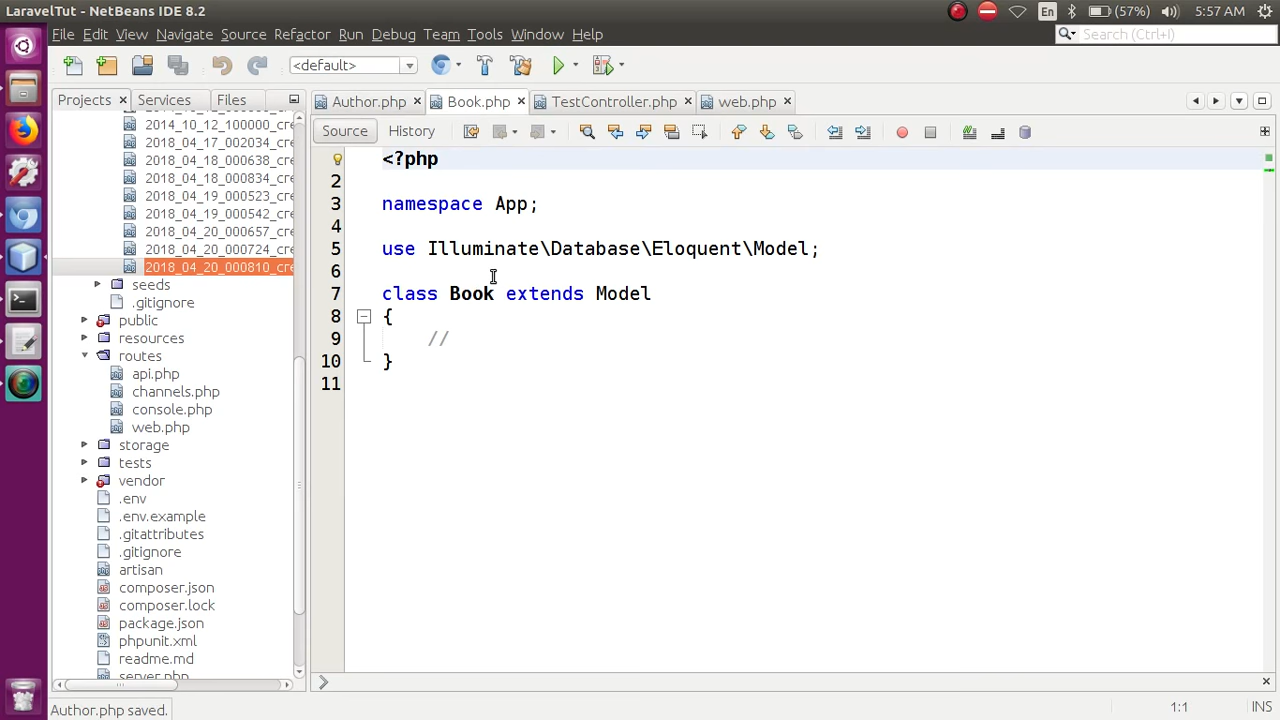 LaravelTut - NetBeans IDE 8.2
En
(57%)
5:57 AM
File Edit View Navigate Source Refactor Run Debug Team Tools Window Help
Search (Ctrl+I)
<default>
Projects Services Files
Author.php Book.php TestController.php web.php
Source History
2014_10_12_100000_cre
2018_04_17_002034_cre
2018_04_18_000638_cre
2018_04_18_000834_cre
2018_04_19_000523_cre
2018_04_19_000542_cre
2018_04_20_000657_cre
2018_04_20_000724_cre
2018_04_20_000810_cre
seeds
.gitignore
public
resources
routes
api.php
channels.php
console.php
web.php
storage
tests
vendor
.env
.env.example
.gitattributes
.gitignore
artisan
composer.json
composer.lock
package.json
phpunit.xml
readme.md
server.php
<?php
2
3 namespace App;
4
5 use Illuminate\Database\Eloquent\Model;
6
7 class Book extends Model
8 {
9 //
10 }
11
Author.php saved.
1:1
INS